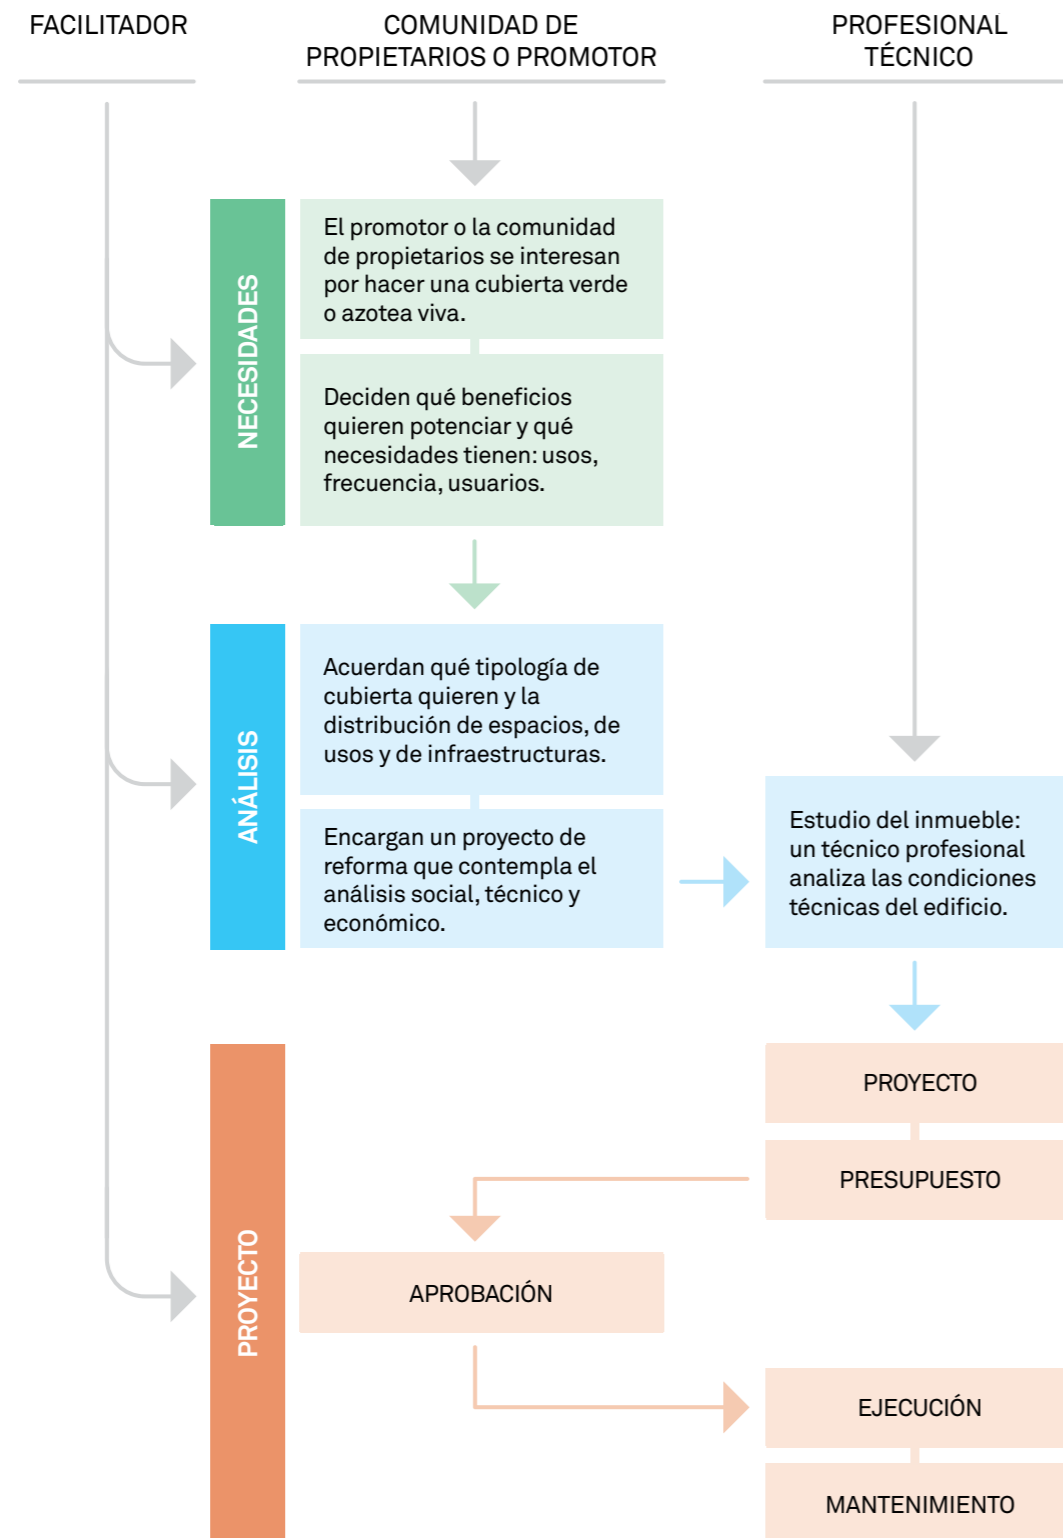 FACILITADOR
COMUNIDAD DE
PROPIETARIOS O PROMOTOR
PROFESIONAL
TÉCNICO
NECESIDADES
El promotor o la comunidad
de propietarios se interesan
por hacer una cubierta verde
o azotea viva.
Deciden qué beneficios
quieren potenciar y qué
necesidades tienen: usos,
frecuencia, usuarios.
ANÁLISIS
Acuerdan qué tipología de
cubierta quieren y la
distribución de espacios, de
usos y de infraestructuras.
Encargan un proyecto de
reforma que contempla el
análisis social, técnico y
económico.
Estudio del inmueble:
un técnico profesional
analiza las condiciones
técnicas del edificio.
PROYECTO
PROYECTO
PRESUPUESTO
APROBACIÓN
EJECUCIÓN
MANTENIMIENTO